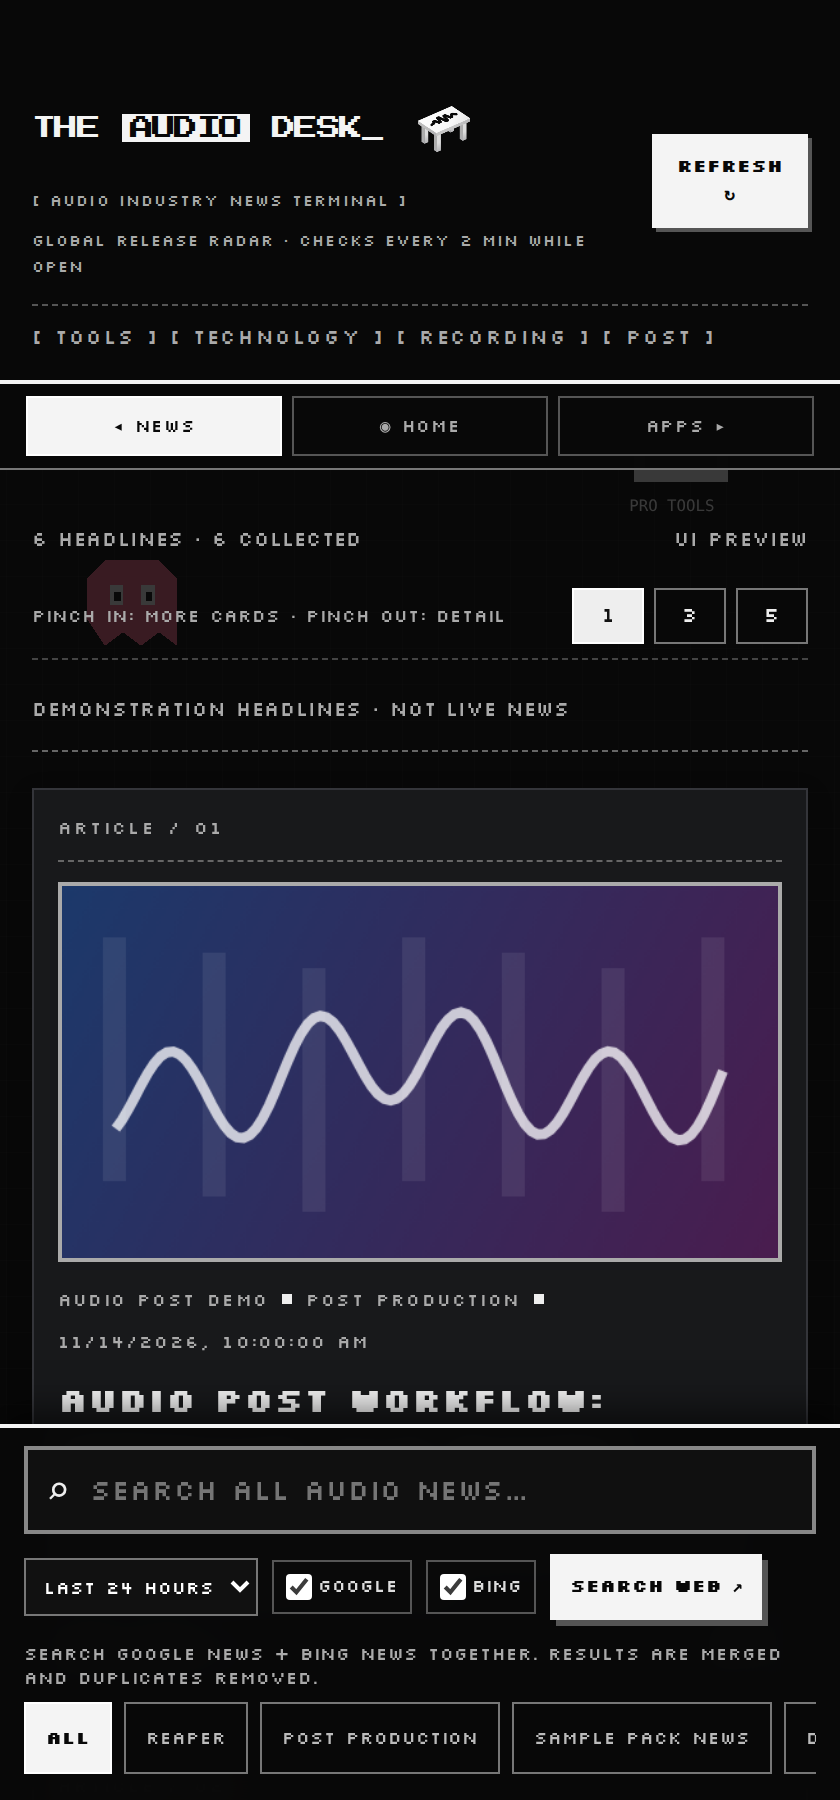 THE AUDIO DESK_
REFRESH
↻
[ AUDIO INDUSTRY NEWS TERMINAL ]
GLOBAL RELEASE RADAR · CHECKS EVERY 2 MIN WHILE
OPEN
[ TOOLS ] [ TECHNOLOGY ] [ RECORDING ] [ POST ]
◂ NEWS
◉ HOME
APPS ▸
PRO TOOLS
6 HEADLINES · 6 COLLECTED
UI PREVIEW
PINCH IN: MORE CARDS · PINCH OUT: DETAIL
1
3
5
DEMONSTRATION HEADLINES · NOT LIVE NEWS
ARTICLE / 01
AUDIO POST DEMO ■ POST PRODUCTION ■
11/14/2026, 10:00:00 AM
AUDIO POST WORKFLOW:
SEARCH ALL AUDIO NEWS…
LAST 24 HOURS
GOOGLE
BING
SEARCH WEB ↗
SEARCH GOOGLE NEWS + BING NEWS TOGETHER. RESULTS ARE MERGED
AND DUPLICATES REMOVED.
ALL
REAPER
POST PRODUCTION
SAMPLE PACK NEWS